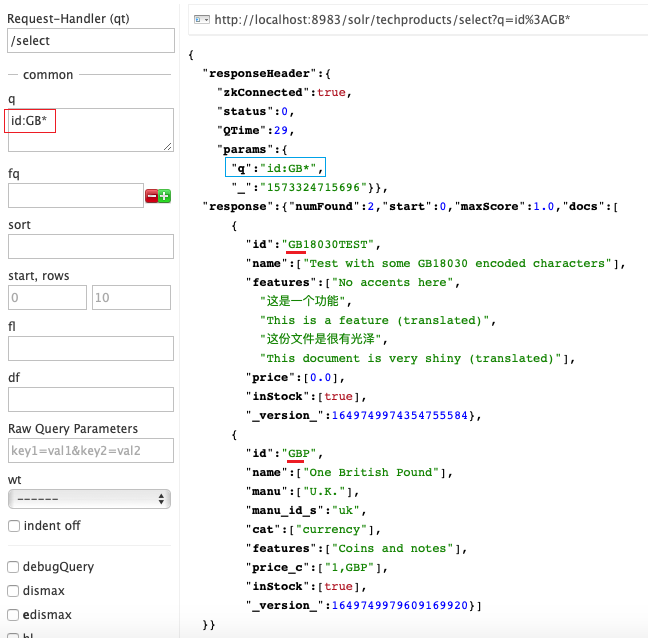 Request-Handler (qt)
/select
common
q
id:GB*
fq
sort
start, rows
0 10
fl
df
Raw Query Parameters
key1=val1&key2=val2
wt
------
indent off
debugQuery
dismax
edismax
hl
http://localhost:8983/solr/techproducts/select?q=id%3AGB*
{
"responseHeader":{
"zkConnected":true,
"status":0,
"QTime":29,
"params":{
"q":"id:GB*",
"_":"1573324715696"}},
"response":{"numFound":2,"start":0,"maxScore":1.0,"docs":[
{
"id":"GB18030TEST",
"name":["Test with some GB18030 encoded characters"],
"features":["No accents here",
"这是一个功能",
"This is a feature (translated)",
"这份文件是很有光泽",
"This document is very shiny (translated)"],
"price":[0.0],
"inStock":[true],
"_version_":1649749974354755584},
{
"id":"GBP",
"name":["One British Pound"],
"manu":["U.K."],
"manu_id_s":"uk",
"cat":["currency"],
"features":["Coins and notes"],
"price_c":["1,GBP"],
"inStock":[true],
"_version_":1649749979609169920}]
}}